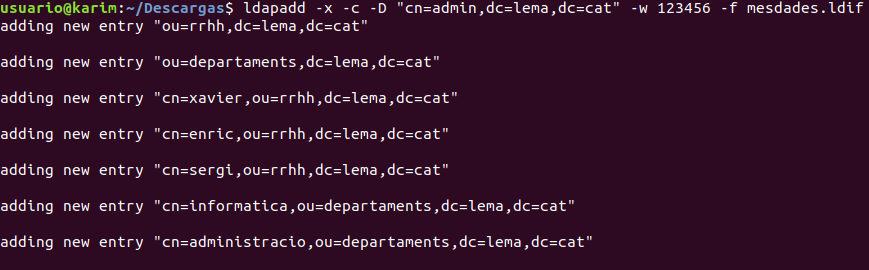 usuario@karim:~/Descargas$ ldapadd -x -c -D "cn=admin,dc=lema,dc=cat" -w 123456 -f mesdades.ldif
adding new entry "ou=rrhh,dc=lema,dc=cat"
adding new entry "ou=departaments,dc=lema,dc=cat"
adding new entry "cn=xavier,ou=rrhh,dc=lema,dc=cat"
adding new entry "cn=enric,ou=rrhh,dc=lema,dc=cat"
adding new entry "cn=sergi,ou=rrhh,dc=lema,dc=cat"
adding new entry "cn=informatica,ou=departaments,dc=lema,dc=cat"
adding new entry "cn=administracio,ou=departaments,dc=lema,dc=cat"